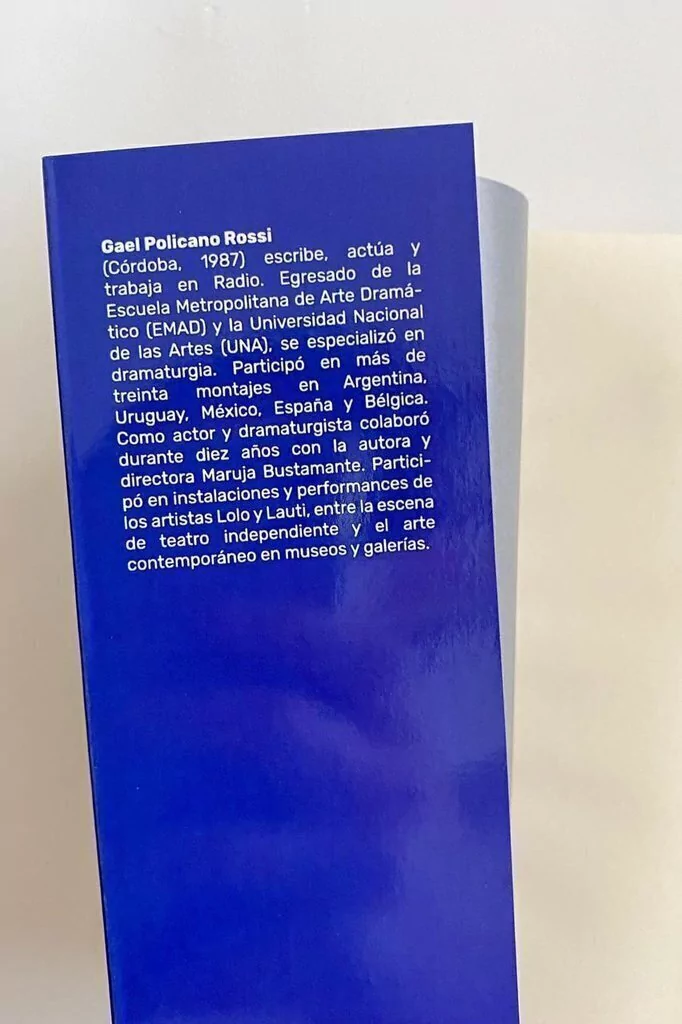 Gael Policano Rossi
(Córdoba, 1987) escribe, actúa y
trabaja en Radio. Egresado de la
Escuela Metropolitana de Arte Dramá-
tico (EMAD) y la Universidad Nacional
de las Artes (UNA), se especializó en
dramaturgia. Participó en más de
treinta montajes en Argentina,
Uruguay, México, España y Bélgica.
Como actor y dramaturgista colaboró
durante diez años con la autora y
directora Maruja Bustamante. Partici-
pó en instalaciones y performances de
los artistas Lolo y Lauti, entre la escena
de teatro independiente y el arte
contemporáneo en museos y galerías.